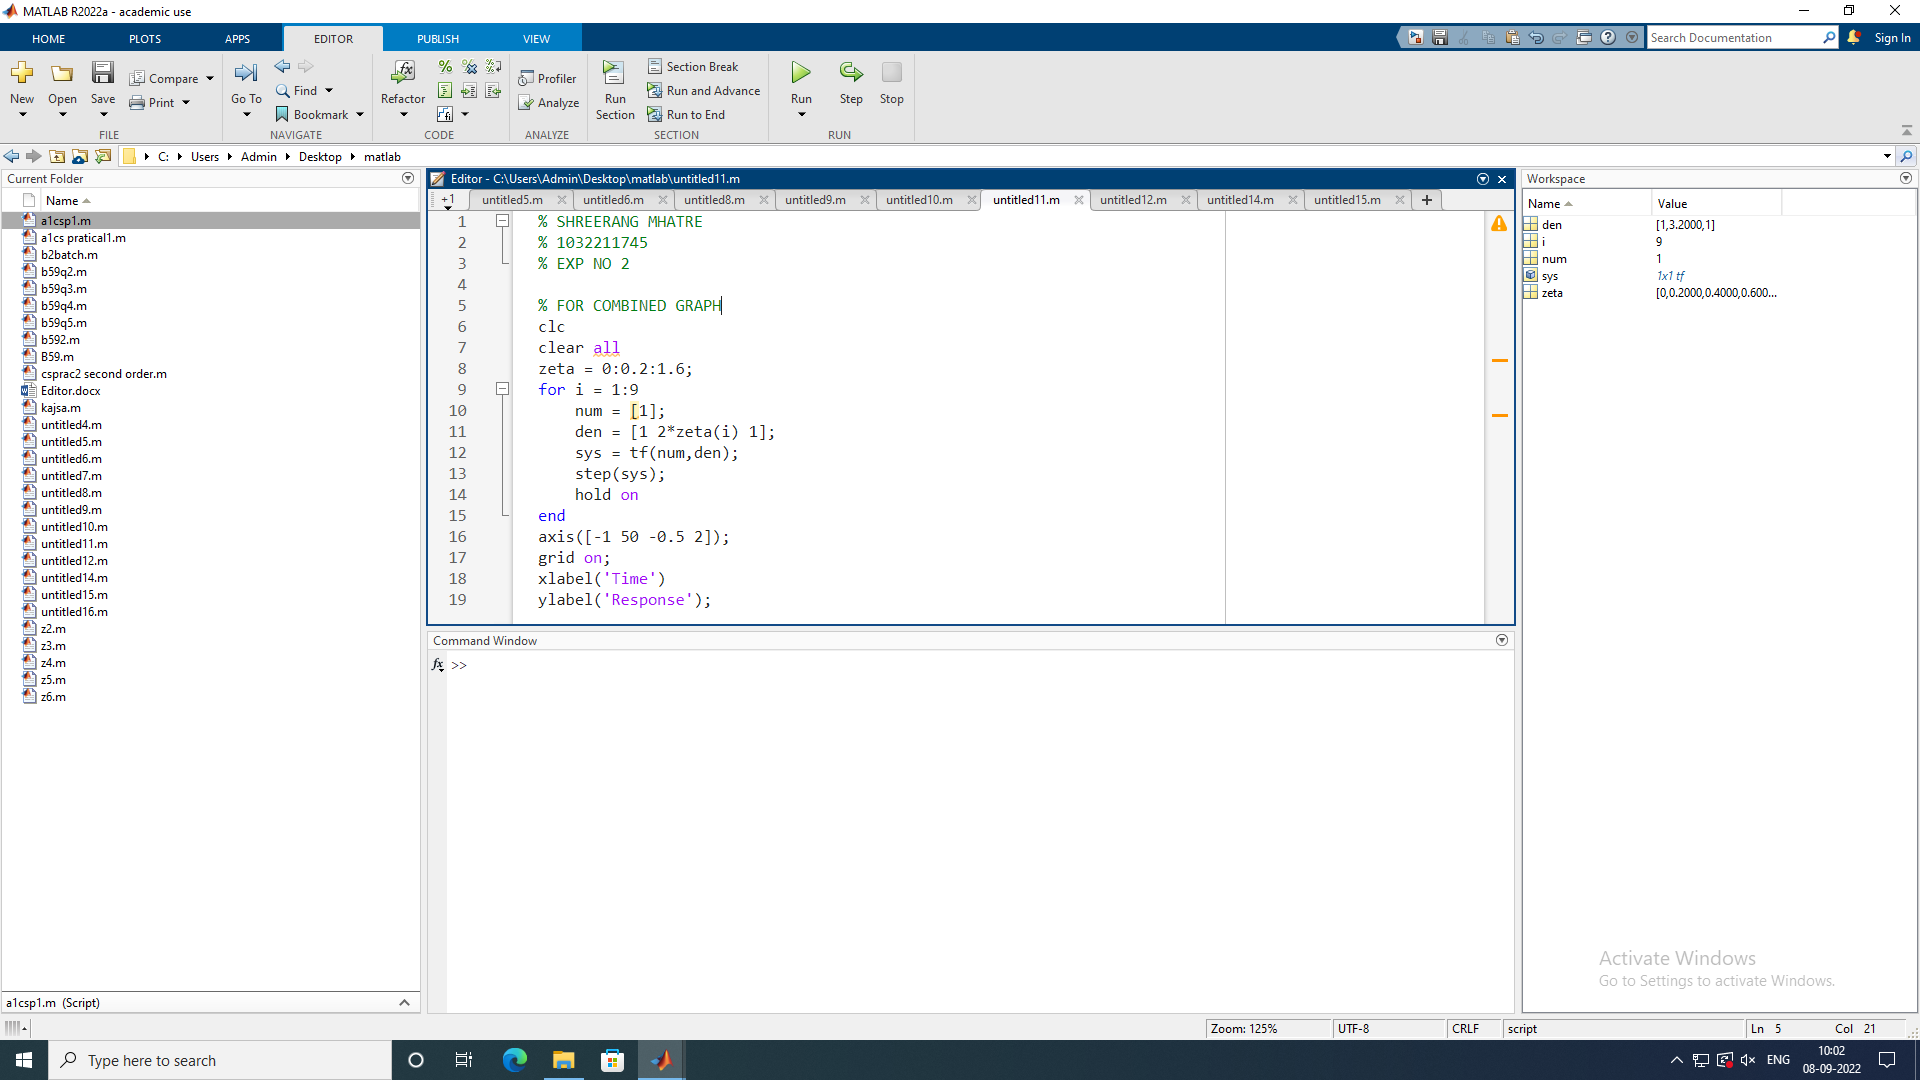 MATLAB R2022a - academic use
HOME PLOTS APPS EDITOR PUBLISH VIEW Search Documentation Sign In
New Open Save Compare Print
FILE
Go To Find Bookmark
NAVIGATE
Refactor
CODE
Profiler Analyze
ANALYZE
Run Section Section Break Run and Advance Run to End
SECTION
Run Step Stop
RUN
C: Users Admin Desktop matlab
Current Folder
Name
a1csp1.m
a1cs pratical1.m
b2batch.m
b59q2.m
b59q3.m
b59q4.m
b59q5.m
b592.m
B59.m
csprac2 second order.m
Editor.docx
kajsa.m
untitled4.m
untitled5.m
untitled6.m
untitled7.m
untitled8.m
untitled9.m
untitled10.m
untitled11.m
untitled12.m
untitled14.m
untitled15.m
untitled16.m
z2.m
z3.m
z4.m
z5.m
z6.m
a1csp1.m (Script)
Editor - C:\Users\Admin\Desktop\matlab\untitled11.m
+1 untitled5.m untitled6.m untitled8.m untitled9.m untitled10.m untitled11.m untitled12.m untitled14.m untitled15.m
1 % SHREERANG MHATRE
2 % 1032211745
3 % EXP NO 2
4
5 % FOR COMBINED GRAPH
6 clc
7 clear all
8 zeta = 0:0.2:1.6;
9 for i = 1:9
10 num = [1];
11 den = [1 2*zeta(i) 1];
12 sys = tf(num,den);
13 step(sys);
14 hold on
15 end
16 axis([-1 50 -0.5 2]);
17 grid on;
18 xlabel('Time')
19 ylabel('Response');
Command Window
fx >>
Workspace
Name Value
den [1,3.2000,1]
i 9
num 1
sys 1x1 tf
zeta [0,0.2000,0.4000,0.600...
Activate Windows
Go to Settings to activate Windows.
Zoom: 125% UTF-8 CRLF script Ln 5 Col 21
Type here to search
ENG
10:02
08-09-2022